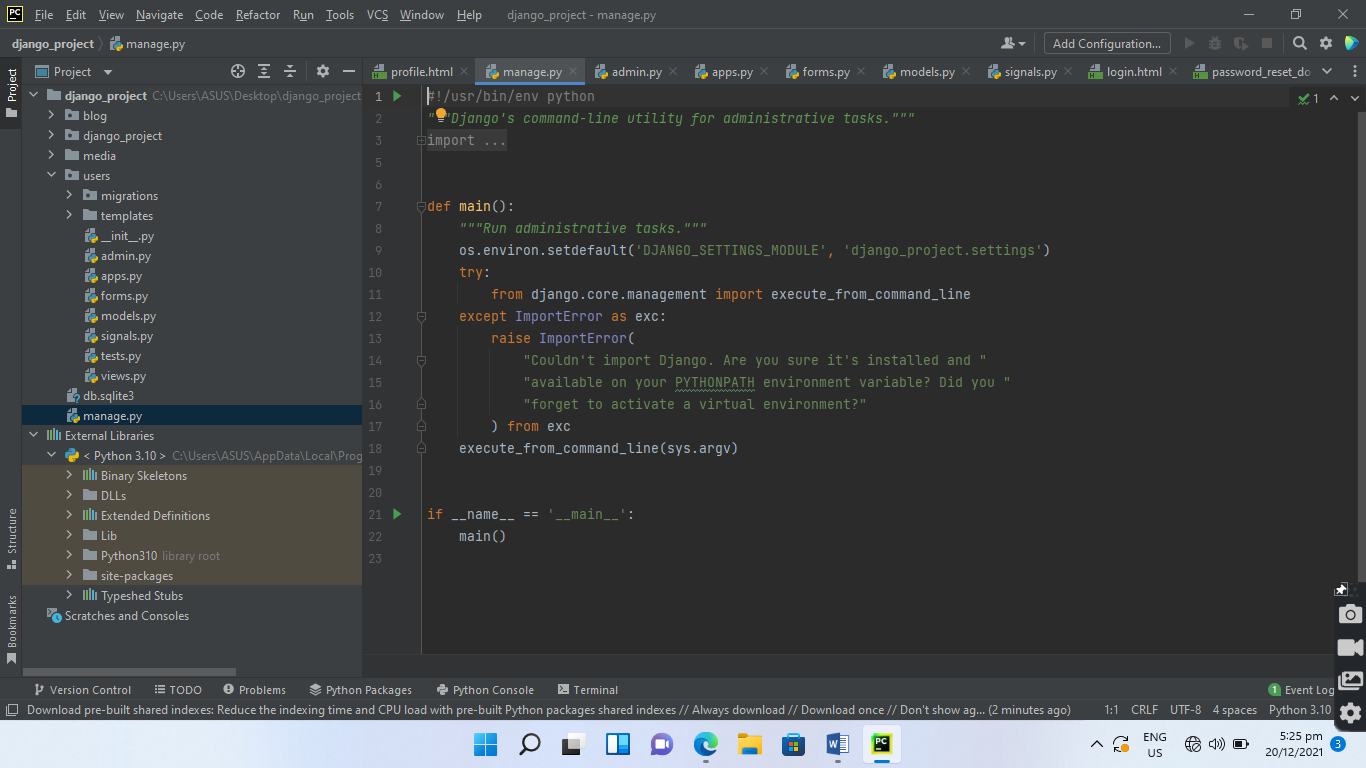 PC File Edit View Navigate Code Refactor Run Tools VCS Window Help django_project - manage.py
django_project manage.py Add Configuration...
Project
Project
profile.html manage.py admin.py apps.py forms.py models.py signals.py login.html password_reset_do
django_project C:\Users\ASUS\Desktop\django_project
blog
django_project
media
users
migrations
templates
__init__.py
admin.py
apps.py
forms.py
models.py
signals.py
tests.py
views.py
db.sqlite3
manage.py
External Libraries
< Python 3.10 > C:\Users\ASUS\AppData\Local\Prog
Binary Skeletons
DLLs
Extended Definitions
Lib
Python310 library root
site-packages
Typeshed Stubs
Scratches and Consoles
Structure
Bookmarks
1 #!/usr/bin/env python
2 """Django's command-line utility for administrative tasks."""
3 import ...
5
6
7 def main():
8 """Run administrative tasks."""
9 os.environ.setdefault('DJANGO_SETTINGS_MODULE', 'django_project.settings')
10 try:
11 from django.core.management import execute_from_command_line
12 except ImportError as exc:
13 raise ImportError(
14 "Couldn't import Django. Are you sure it's installed and "
15 "available on your PYTHONPATH environment variable? Did you "
16 "forget to activate a virtual environment?"
17 ) from exc
18 execute_from_command_line(sys.argv)
19
20
21 if __name__ == '__main__':
22 main()
23
1
Version Control TODO Problems Python Packages Python Console Terminal 1 Event Log
Download pre-built shared indexes: Reduce the indexing time and CPU load with pre-built Python packages shared indexes // Always download // Download once // Don't show ag... (2 minutes ago) 1:1 CRLF UTF-8 4 spaces Python 3.10
W PC ENG
US
5:25 pm
20/12/2021
3